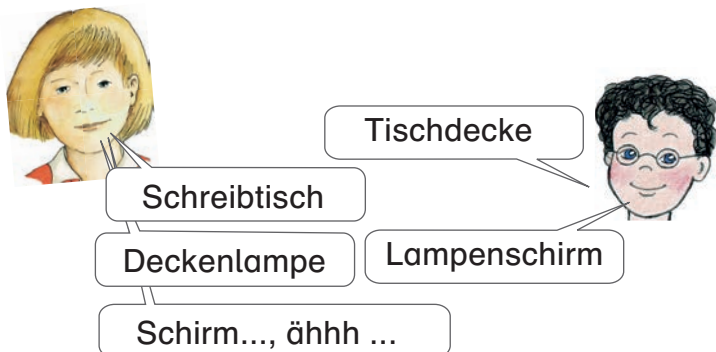 Tischdecke
Schreibtisch
Deckenlampe
Lampenschirm
Schirm..., ähhh ...